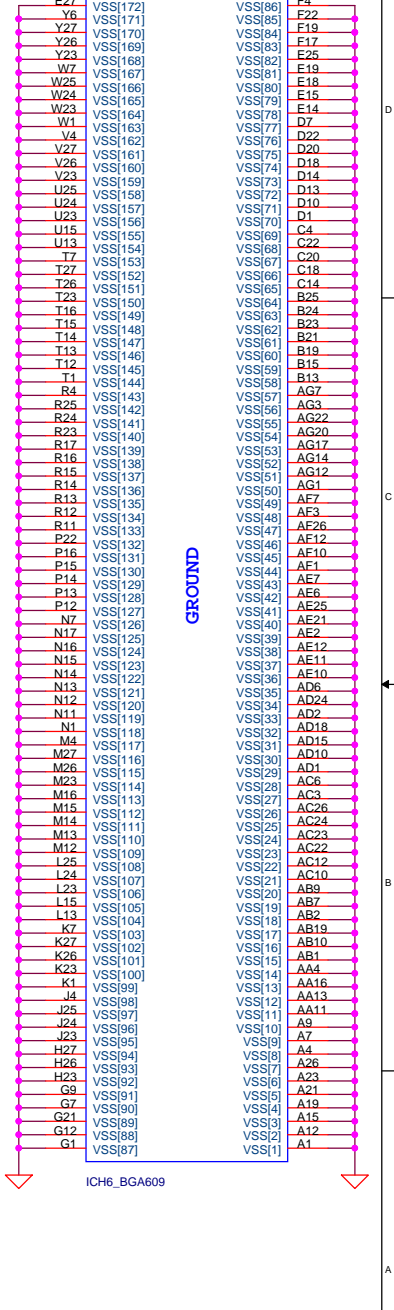 E27 VSS[172] VSS[86] F4
Y6 VSS[171] VSS[85] F22
Y27 VSS[170] VSS[84] F19
Y26 VSS[169] VSS[83] F17
Y23 VSS[168] VSS[82] E25
W7 VSS[167] VSS[81] E19
W25 VSS[166] VSS[80] E18
W24 VSS[165] VSS[79] E15
W23 VSS[164] VSS[78] E14
D
W1 VSS[163] VSS[77] D7
V4 VSS[162] VSS[76] D22
V27 VSS[161] VSS[75] D20
V26 VSS[160] VSS[74] D18
V23 VSS[159] VSS[73] D14
U25 VSS[158] VSS[72] D13
U24 VSS[157] VSS[71] D10
U23 VSS[156] VSS[70] D1
U15 VSS[155] VSS[69] C4
U13 VSS[154] VSS[68] C22
T7 VSS[153] VSS[67] C20
T27 VSS[152] VSS[66] C18
T26 VSS[151] VSS[65] C14
T23 VSS[150] VSS[64] B25
T16 VSS[149] VSS[63] B24
T15 VSS[148] VSS[62] B23
T14 VSS[147] VSS[61] B21
T13 VSS[146] VSS[60] B19
T12 VSS[145] VSS[59] B15
T1 VSS[144] VSS[58] B13
R4 VSS[143] VSS[57] AG7
R25 VSS[142] VSS[56] AG3
R24 VSS[141] VSS[55] AG22
R23 VSS[140] VSS[54] AG20
R17 VSS[139] VSS[53] AG17
R16 VSS[138] VSS[52] AG14
R15 VSS[137] VSS[51] AG12
R14 VSS[136] VSS[50] AG1
C
R13 VSS[135] VSS[49] AF7
R12 VSS[134] VSS[48] AF3
R11 VSS[133] VSS[47] AF26
P22 VSS[132] VSS[46] AF12
P16 VSS[131] VSS[45] AF10
P15 VSS[130] VSS[44] AF1
P14 VSS[129] VSS[43] AE7
GROUND
P13 VSS[128] VSS[42] AE6
P12 VSS[127] VSS[41] AE25
N7 VSS[126] VSS[40] AE21
N17 VSS[125] VSS[39] AE2
N16 VSS[124] VSS[38] AE12
N15 VSS[123] VSS[37] AE11
N14 VSS[122] VSS[36] AE10
N13 VSS[121] VSS[35] AD6
N12 VSS[120] VSS[34] AD24
N11 VSS[119] VSS[33] AD2
N1 VSS[118] VSS[32] AD18
M4 VSS[117] VSS[31] AD15
M27 VSS[116] VSS[30] AD10
M26 VSS[115] VSS[29] AD1
M23 VSS[114] VSS[28] AC6
M16 VSS[113] VSS[27] AC3
M15 VSS[112] VSS[26] AC26
M14 VSS[111] VSS[25] AC24
M13 VSS[110] VSS[24] AC23
M12 VSS[109] VSS[23] AC22
L25 VSS[108] VSS[22] AC12
L24 VSS[107] VSS[21] AC10
B
L23 VSS[106] VSS[20] AB9
L15 VSS[105] VSS[19] AB7
L13 VSS[104] VSS[18] AB2
K7 VSS[103] VSS[17] AB19
K27 VSS[102] VSS[16] AB10
K26 VSS[101] VSS[15] AB1
K23 VSS[100] VSS[14] AA4
K1 VSS[99] VSS[13] AA16
J4 VSS[98] VSS[12] AA13
J25 VSS[97] VSS[11] AA11
J24 VSS[96] VSS[10] A9
J23 VSS[95] VSS[9] A7
H27 VSS[94] VSS[8] A4
H26 VSS[93] VSS[7] A26
H23 VSS[92] VSS[6] A23
G9 VSS[91] VSS[5] A21
G7 VSS[90] VSS[4] A19
G21 VSS[89] VSS[3] A15
G12 VSS[88] VSS[2] A12
G1 VSS[87] VSS[1] A1
ICH6_BGA609
A